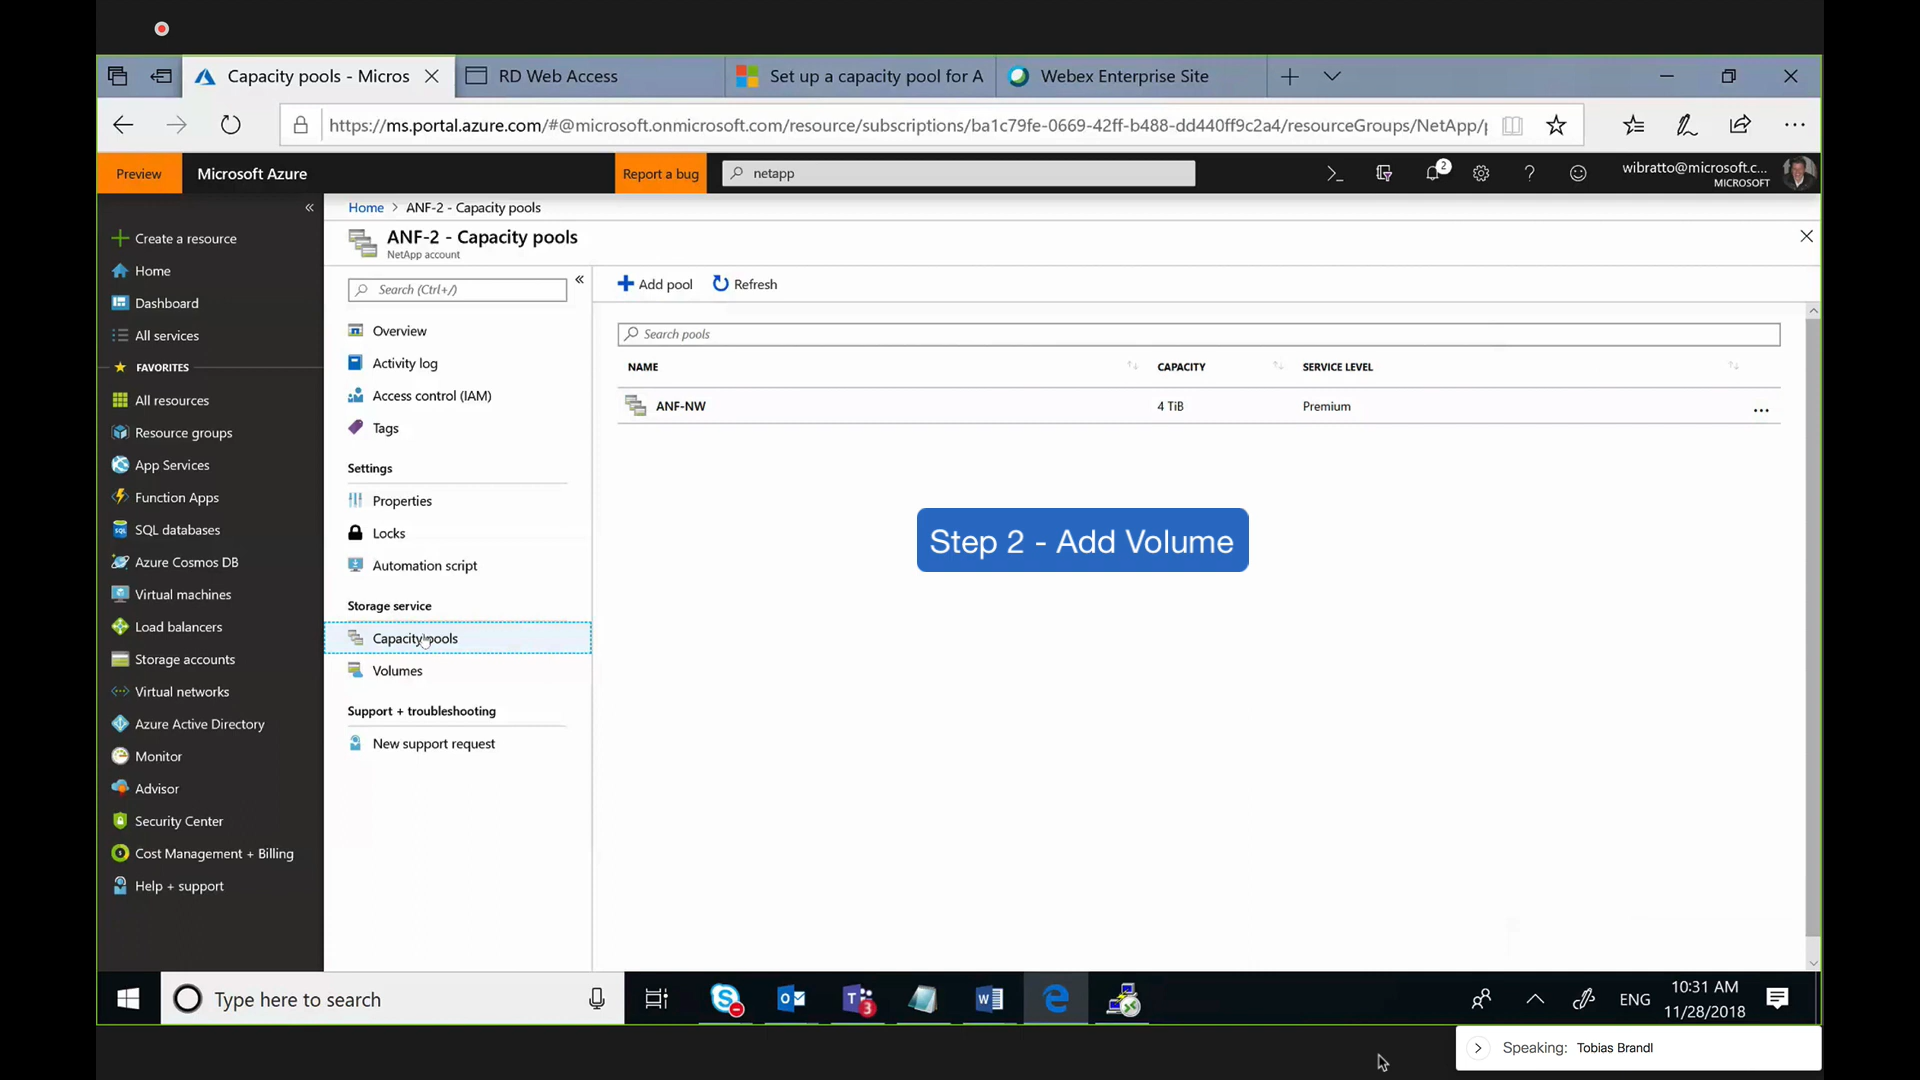 Capacity pools - Micros
RD Web Access
Set up a capacity pool for A
Webex Enterprise Site
https://ms.portal.azure.com/#@microsoft.onmicrosoft.com/resource/subscriptions/ba1c79fe-0669-42ff-b488-dd440ff9c2a4/resourceGroups/NetApp/p
Preview
Microsoft Azure
Report a bug
netapp
2
wibratto@microsoft.c...
MICROSOFT
Create a resource
Home
Dashboard
All services
FAVORITES
All resources
Resource groups
App Services
Function Apps
SQL databases
Azure Cosmos DB
Virtual machines
Load balancers
Storage accounts
Virtual networks
Azure Active Directory
Monitor
Advisor
Security Center
Cost Management + Billing
Help + support
Home > ANF-2 - Capacity pools
ANF-2 - Capacity pools
NetApp account
Search (Ctrl+/)
Overview
Activity log
Access control (IAM)
Tags
Settings
Properties
Locks
Automation script
Storage service
Capacity pools
Volumes
Support + troubleshooting
New support request
Add pool
Refresh
Search pools
NAME CAPACITY SERVICE LEVEL
ANF-NW 4 TiB Premium
Step 2 - Add Volume
Type here to search
3
ENG
10:31 AM
11/28/2018
Speaking: Tobias Brandl